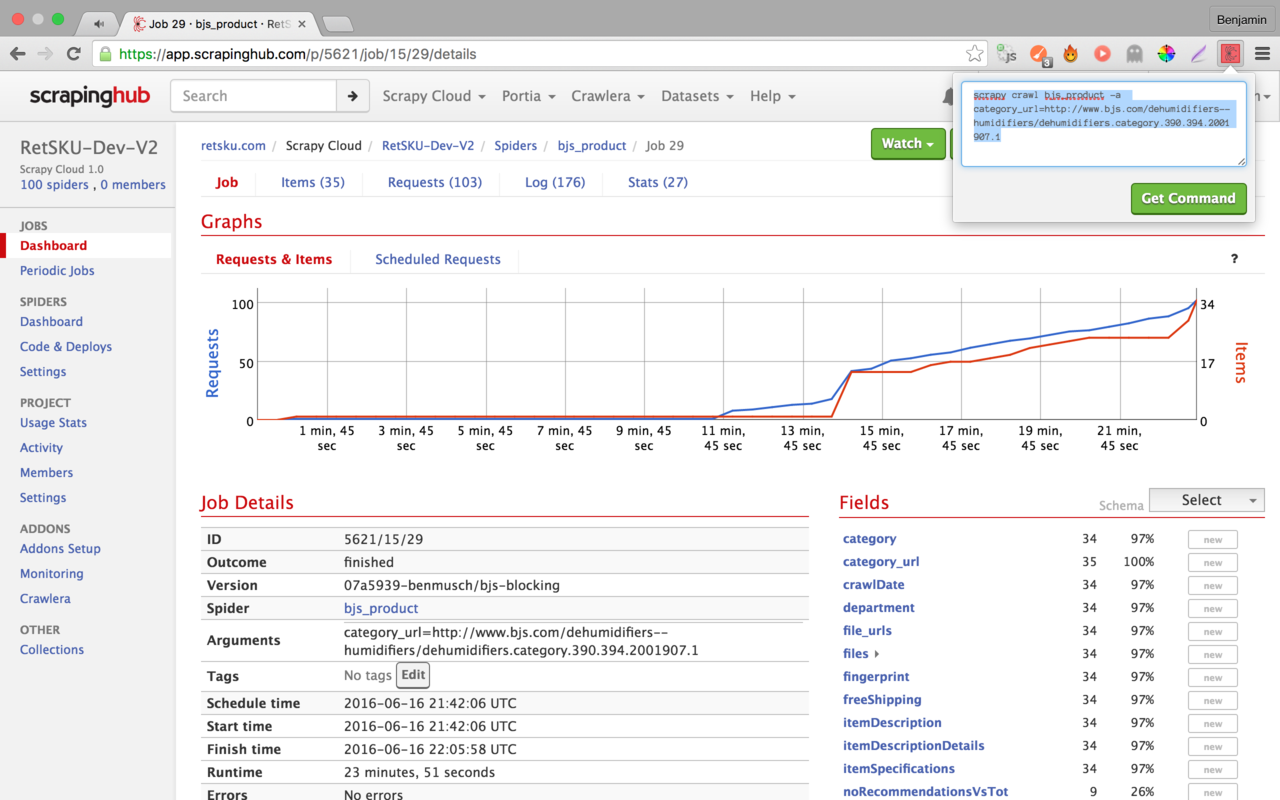 Job 29 · bjs_product · RetS
Benjamin
https://app.scrapinghub.com/p/5621/job/15/29/details
JS
3
scrapinghub
Search
Scrapy Cloud
Portia
Crawlera
Datasets
Help
scrapy crawl bjs_product -a
category_url=http://www.bjs.com/dehumidifiers--
humidifiers/dehumidifiers.category.390.394.2001
907.1
Get Command
RetSKU-Dev-V2
Scrapy Cloud 1.0
100 spiders , 0 members
JOBS
Dashboard
Periodic Jobs
SPIDERS
Dashboard
Code & Deploys
Settings
PROJECT
Usage Stats
Activity
Members
Settings
ADDONS
Addons Setup
Monitoring
Crawlera
OTHER
Collections
retsku.com / Scrapy Cloud / RetSKU-Dev-V2 / Spiders / bjs_product / Job 29
Watch
Job
Items (35)
Requests (103)
Log (176)
Stats (27)
Graphs
Requests & Items
Scheduled Requests
?
Requests
100
50
0
34
17
0
Items
1 min, 45 sec
3 min, 45 sec
5 min, 45 sec
7 min, 45 sec
9 min, 45 sec
11 min, 45 sec
13 min, 45 sec
15 min, 45 sec
17 min, 45 sec
19 min, 45 sec
21 min, 45 sec
Job Details
ID 5621/15/29
Outcome finished
Version 07a5939-benmusch/bjs-blocking
Spider bjs_product
Arguments category_url=http://www.bjs.com/dehumidifiers--
humidifiers/dehumidifiers.category.390.394.2001907.1
Tags No tags Edit
Schedule time 2016-06-16 21:42:06 UTC
Start time 2016-06-16 21:42:06 UTC
Finish time 2016-06-16 22:05:58 UTC
Runtime 23 minutes, 51 seconds
Errors No errors
Fields
Schema Select
category 34 97% new
category_url 35 100% new
crawlDate 34 97% new
department 34 97% new
file_urls 34 97% new
files 34 97% new
fingerprint 34 97% new
freeShipping 34 97% new
itemDescription 34 97% new
itemDescriptionDetails 34 97% new
itemSpecifications 34 97% new
noRecommendationsVsTot 9 26% new